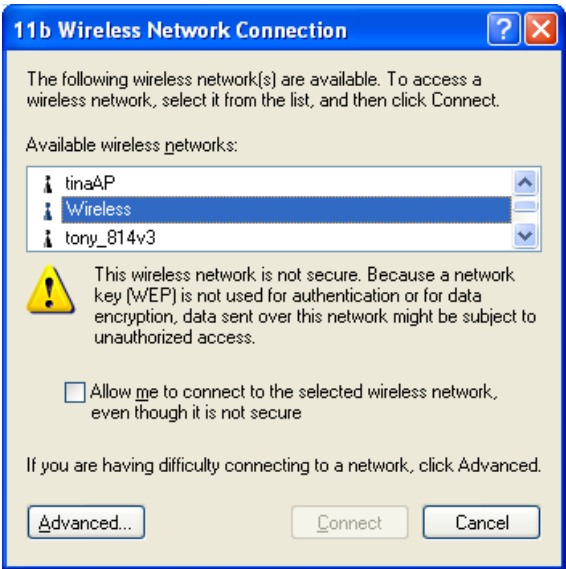 11b Wireless Network Connection
The following wireless network(s) are available. To access a
wireless network, select it from the list, and then click Connect.
Available wireless networks:
tinaAP
Wireless
tony_814v3
This wireless network is not secure. Because a network
key (WEP) is not used for authentication or for data
encryption, data sent over this network might be subject to
unauthorized access.
Allow me to connect to the selected wireless network,
even though it is not secure
If you are having difficulty connecting to a network, click Advanced.
Advanced... Connect Cancel